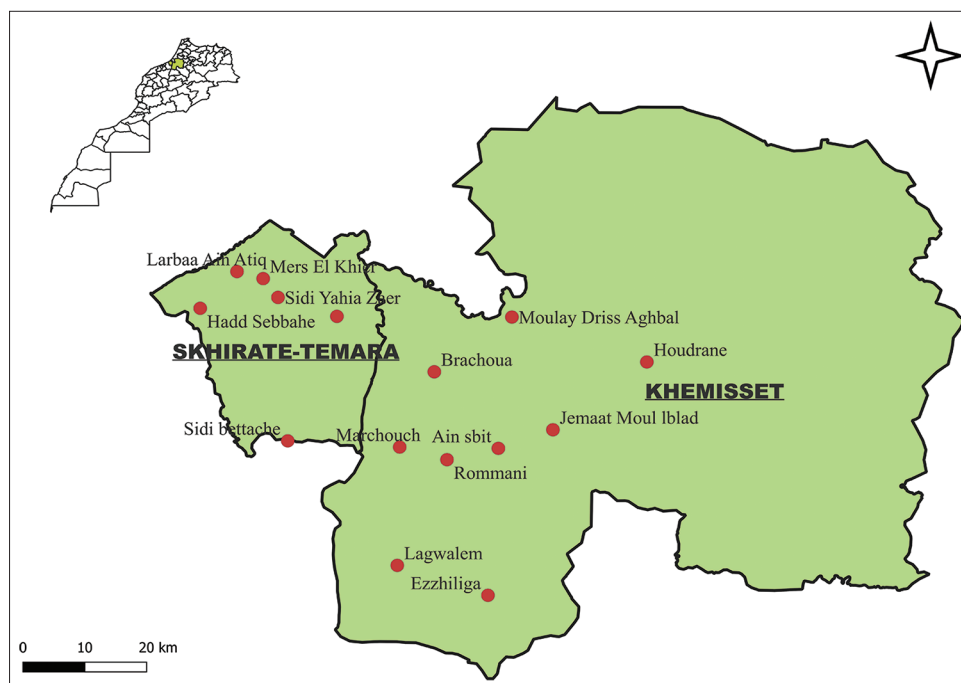 Larbaa Ain Atiq
Mers El Khier
Sidi Yahia Zaer
Hadd Sebbahe
Moulay Driss Aghbal
SKHIRATE-TEMARA
Brachoua
Houdrane
KHEMISSET
Sidi bettache
Marchouch
Ain sbit
Jemaat Moul lblad
Rommani
Lagwalem
Ezzhiliga
0 10 20 km